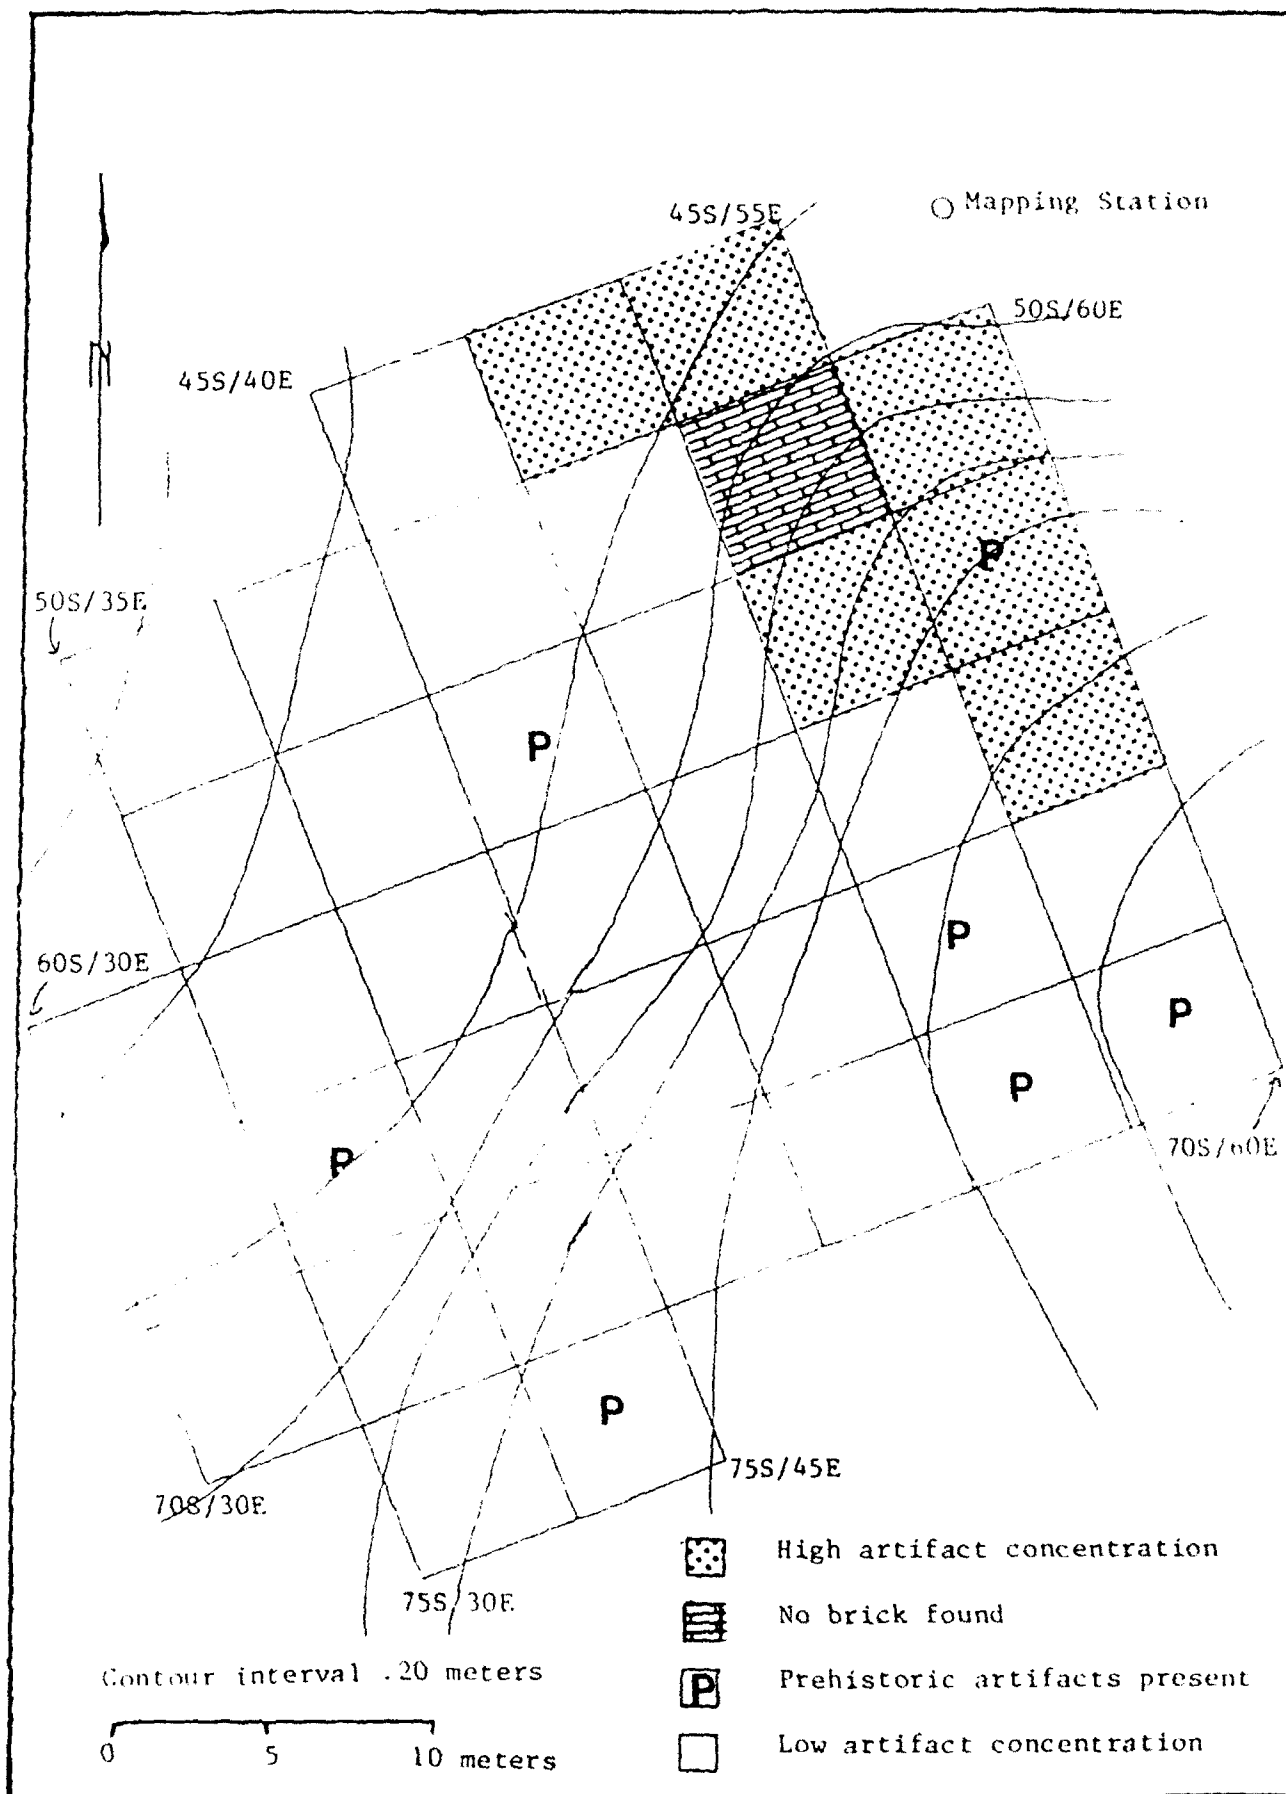 45S/55E
Mapping Station
50S/60E
45S/40E
N
50S/35E
P
P
60S/30E
P
P
P
70S/60E
P
P
75S/45E
70S/30E
75S/30E
High artifact concentration
No brick found
P Prehistoric artifacts present
Low artifact concentration
Contour interval .20 meters
0 5 10 meters